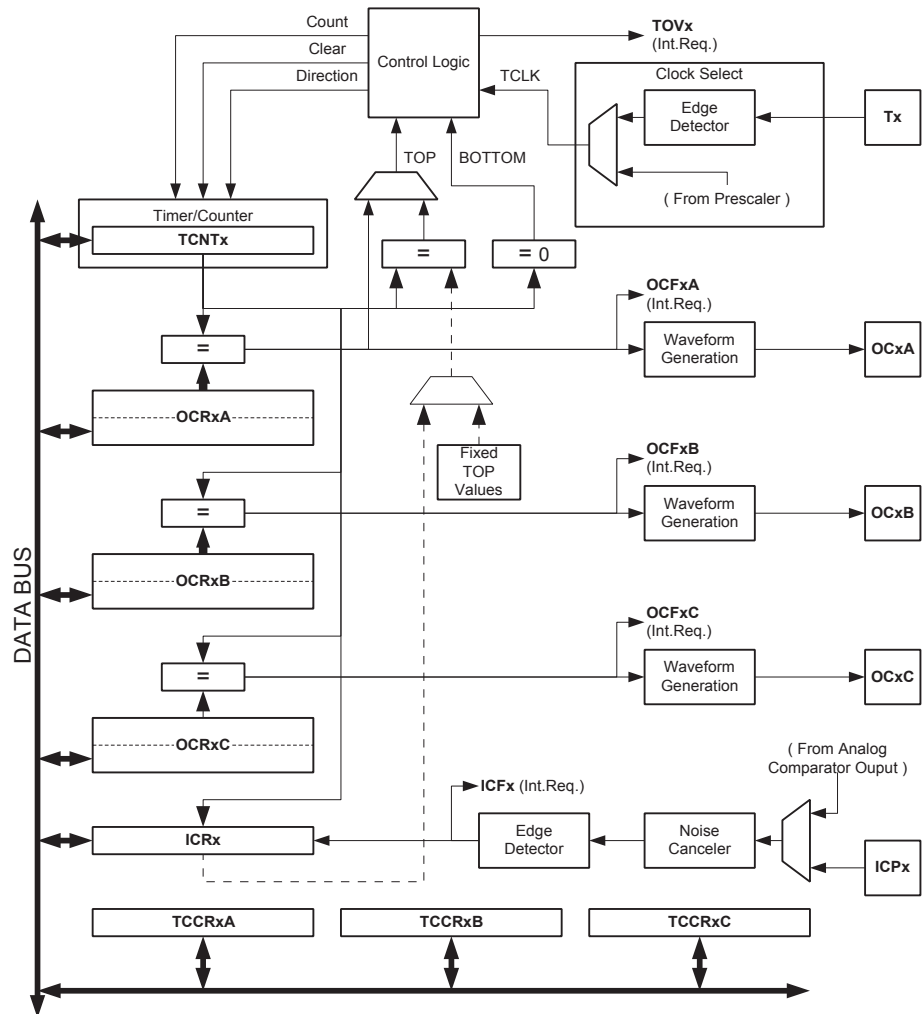 Count
Clear
Direction
Control Logic
TOVx
(Int.Req.)
Clock Select
TCLK
Edge
Detector
Tx
( From Prescaler )
TOP
BOTTOM
Timer/Counter
TCNTx
=
= 0
OCFxA
(Int.Req.)
=
Waveform
Generation
OCxA
OCRxA
Fixed
TOP
Values
OCFxB
(Int.Req.)
=
Waveform
Generation
OCxB
OCRxB
DATA BUS
OCFxC
(Int.Req.)
=
Waveform
Generation
OCxC
OCRxC
( From Analog
Comparator Ouput )
ICFx (Int.Req.)
ICRx
Edge
Detector
Noise
Canceler
ICPx
TCCRxA
TCCRxB
TCCRxC